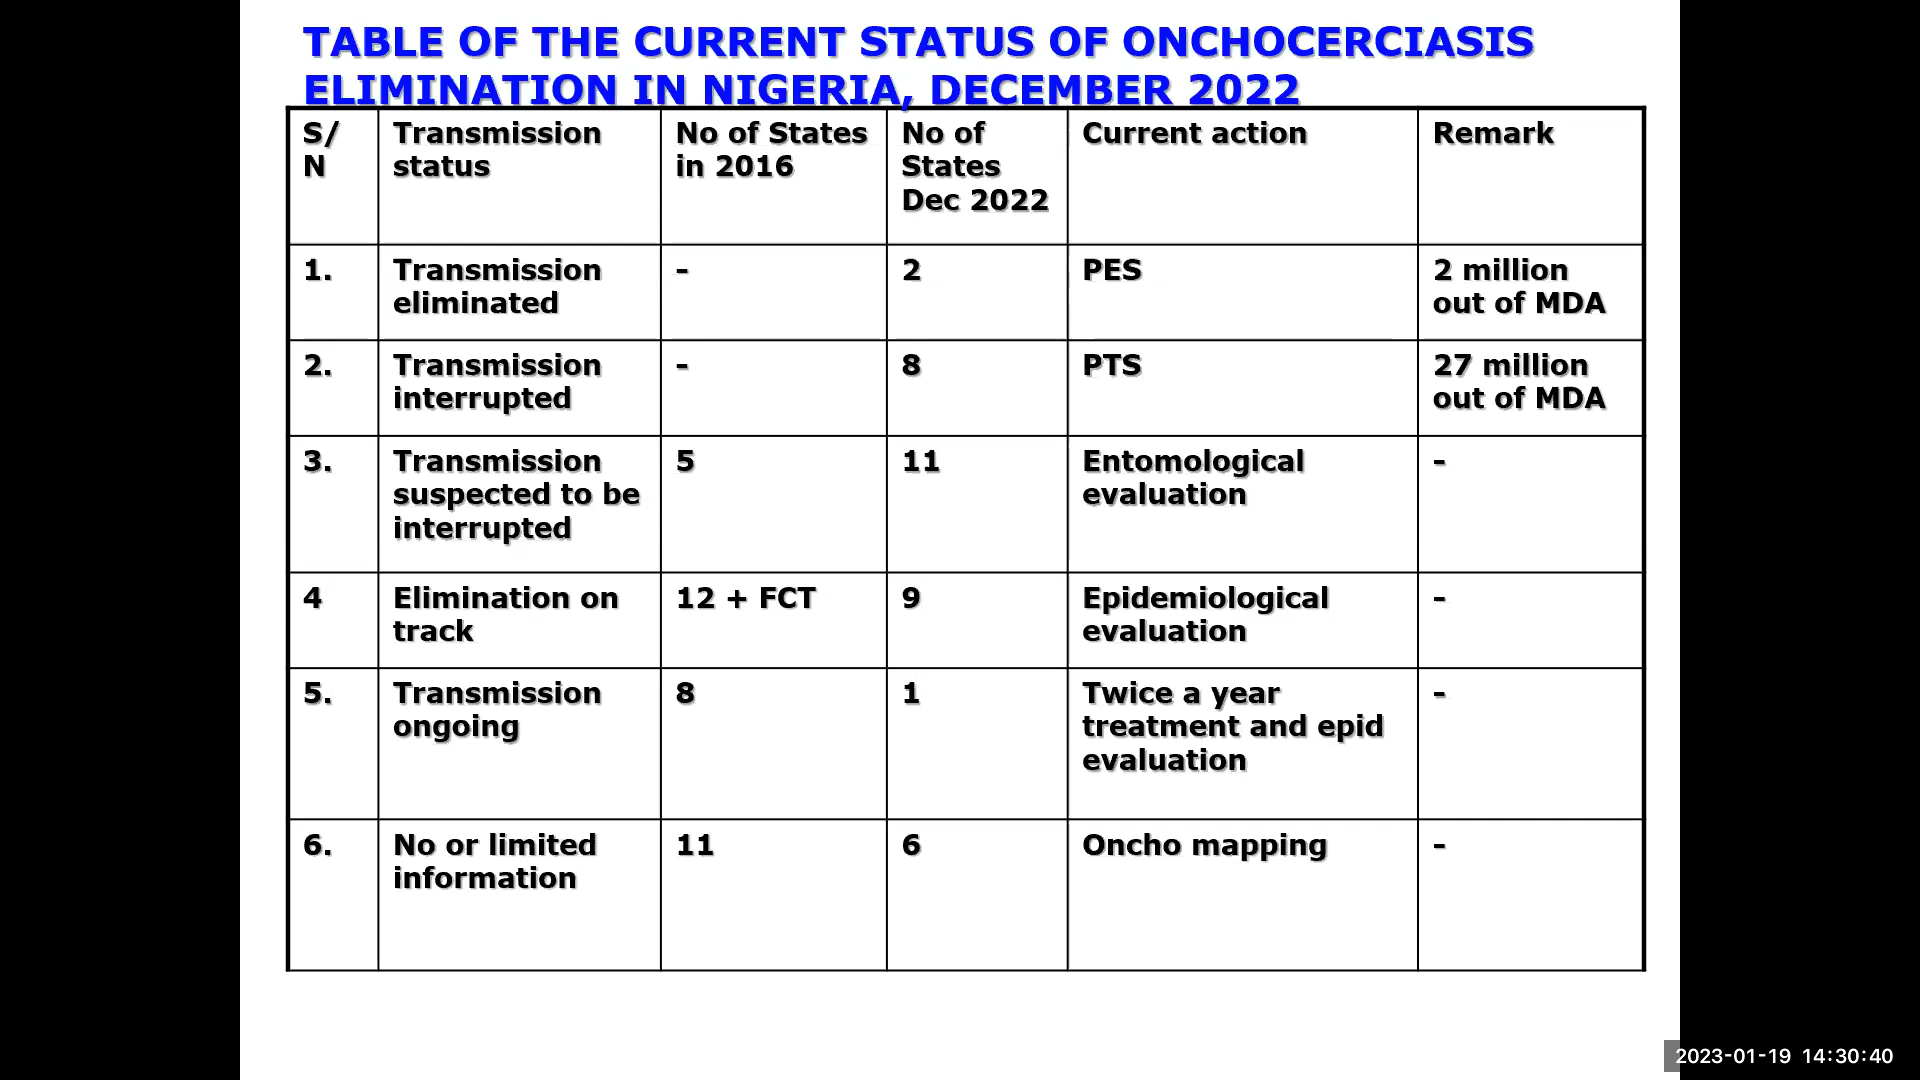 TABLE OF THE CURRENT STATUS OF ONCHOCERCIASIS
ELIMINATION IN NIGERIA, DECEMBER 2022
S/
N
Transmission
status
No of States
in 2016
No of
States
Dec 2022
Current action
Remark
1.
Transmission
eliminated
-
2
PES
2 million
out of MDA
2.
Transmission
interrupted
-
8
PTS
27 million
out of MDA
3.
Transmission
suspected to be
interrupted
5
11
Entomological
evaluation
-
4
Elimination on
track
12 + FCT
9
Epidemiological
evaluation
-
5.
Transmission
ongoing
8
1
Twice a year
treatment and epid
evaluation
-
6.
No or limited
information
11
6
Oncho mapping
-
2023-01-19 14:30:40